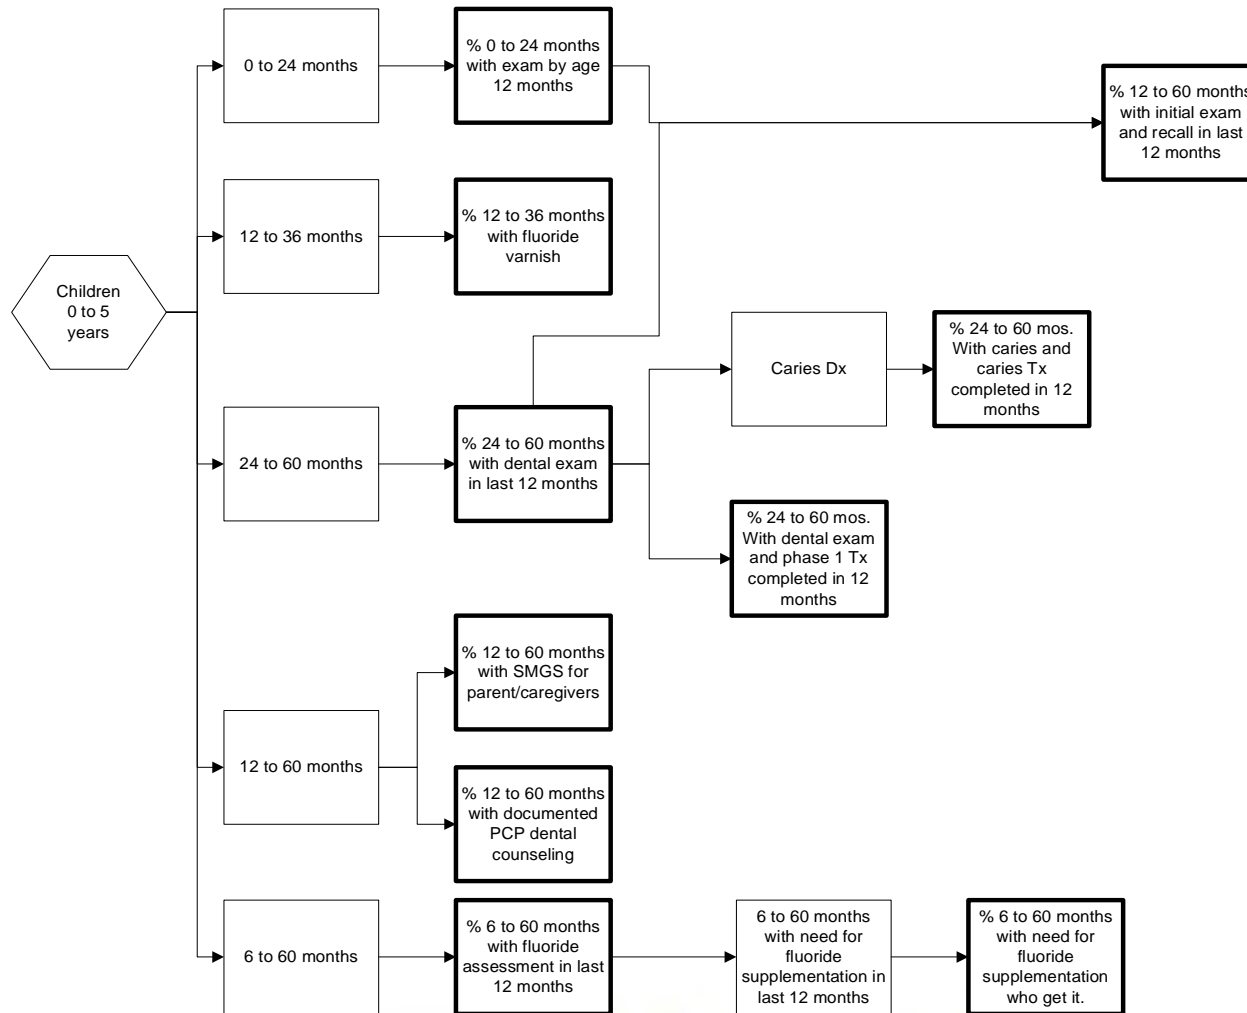 0 to 24 months
% 0 to 24 months
with exam by age
12 months
% 12 to 60 months
with initial exam
and recall in last
12 months
12 to 36 months
% 12 to 36 months
with fluoride
varnish
Children
0 to 5
years
Caries Dx
% 24 to 60 mos.
With caries and
caries Tx
completed in 12
months
24 to 60 months
% 24 to 60 months
with dental exam
in last 12 months
% 24 to 60 mos.
With dental exam
and phase 1 Tx
completed in 12
months
% 12 to 60 months
with SMGS for
parent/caregivers
12 to 60 months
% 12 to 60 months
with documented
PCP dental
counseling
6 to 60 months
% 6 to 60 months
with fluoride
assessment in last
12 months
6 to 60 months
with need for
fluoride
supplementation in
last 12 months
% 6 to 60 months
with need for
fluoride
supplementation
who get it.